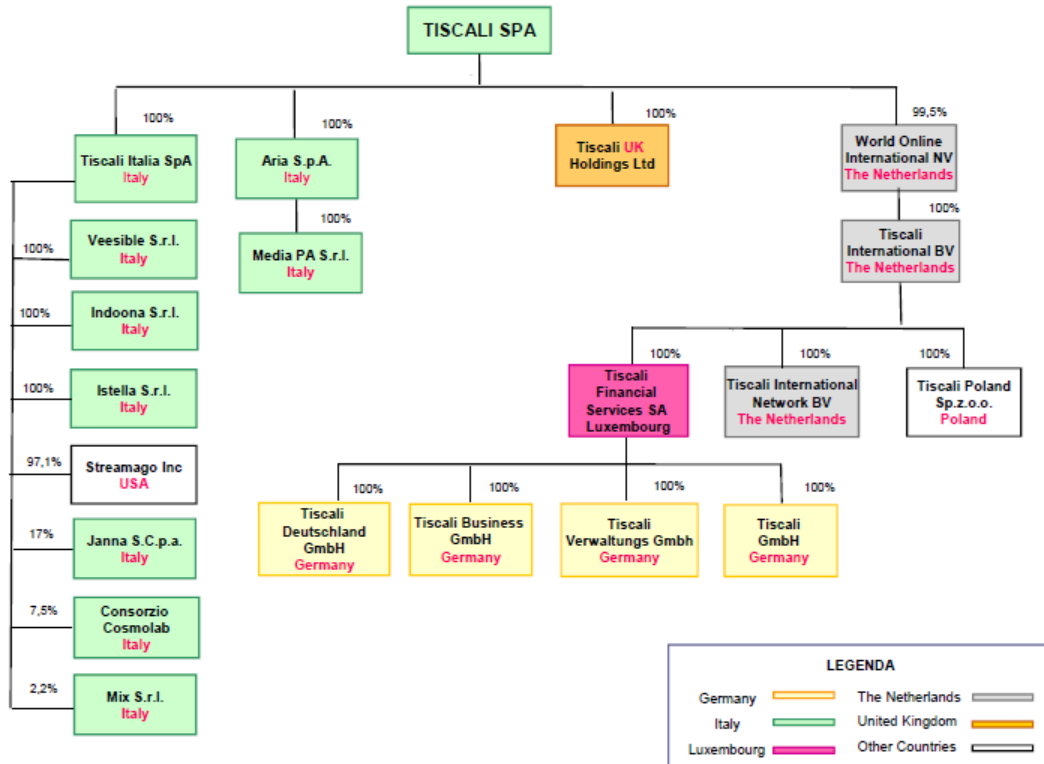 TISCALI SPA
100%
100%
100%
99,5%
Tiscali Italia SpA
Italy
Aria S.p.A.
Italy
Tiscali UK
Holdings Ltd
World Online
International NV
The Netherlands
100%
100%
100%
Veesible S.r.l.
Italy
Media PA S.r.l.
Italy
Tiscali
International BV
The Netherlands
100%
Indoona S.r.l.
Italy
100%
100%
100%
100%
Istella S.r.l.
Italy
Tiscali
Financial
Services SA
Luxembourg
Tiscali International
Network BV
The Netherlands
Tiscali Poland
Sp.z.o.o.
Poland
97,1%
Streamago Inc
USA
100%
100%
100%
100%
Tiscali
Deutschland
GmbH
Germany
Tiscali Business
GmbH
Germany
Tiscali
Verwaltungs Gmbh
Germany
Tiscali
GmbH
Germany
17%
Janna S.C.p.a.
Italy
7,5%
Consorzio
Cosmolab
Italy
2,2%
Mix S.r.l.
Italy
LEGENDA
Germany
The Netherlands
Italy
United Kingdom
Luxembourg
Other Countries